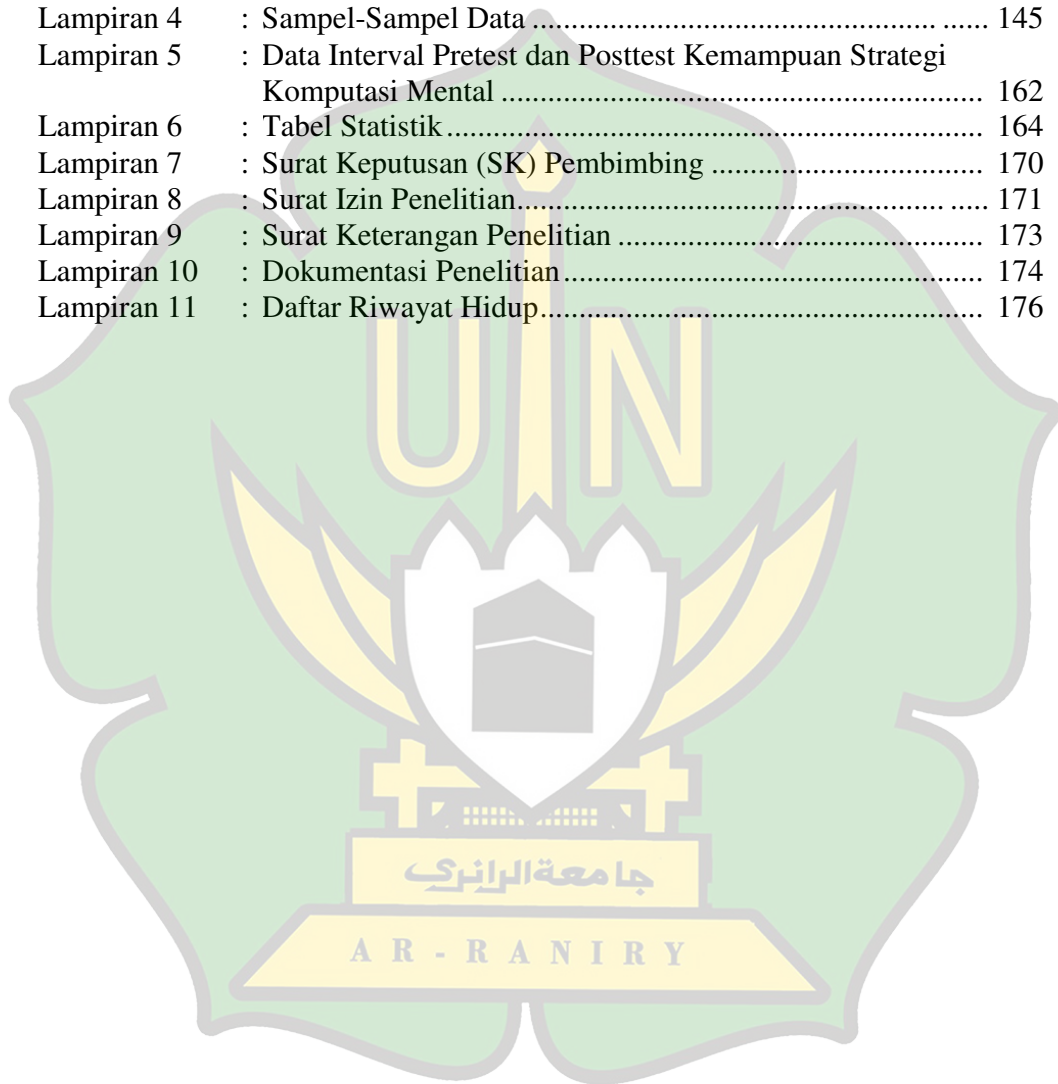 Lampiran 4 : Sampel-Sampel Data ............................................................... ...... 145
Lampiran 5 : Data Interval Pretest dan Posttest Kemampuan Strategi
Komputasi Mental ..................................................................... 162
Lampiran 6 : Tabel Statistik ............................................................................. 164
Lampiran 7 : Surat Keputusan (SK) Pembimbing ....................................... 170
Lampiran 8 : Surat Izin Penelitian.............................................................. ..... 171
Lampiran 9 : Surat Keterangan Penelitian .................................................... 173
Lampiran 10 : Dokumentasi Penelitian ............................................................ 174
Lampiran 11 : Daftar Riwayat Hidup............................................................... 176
UIN
جامعةالرانري
AR-RANIRY